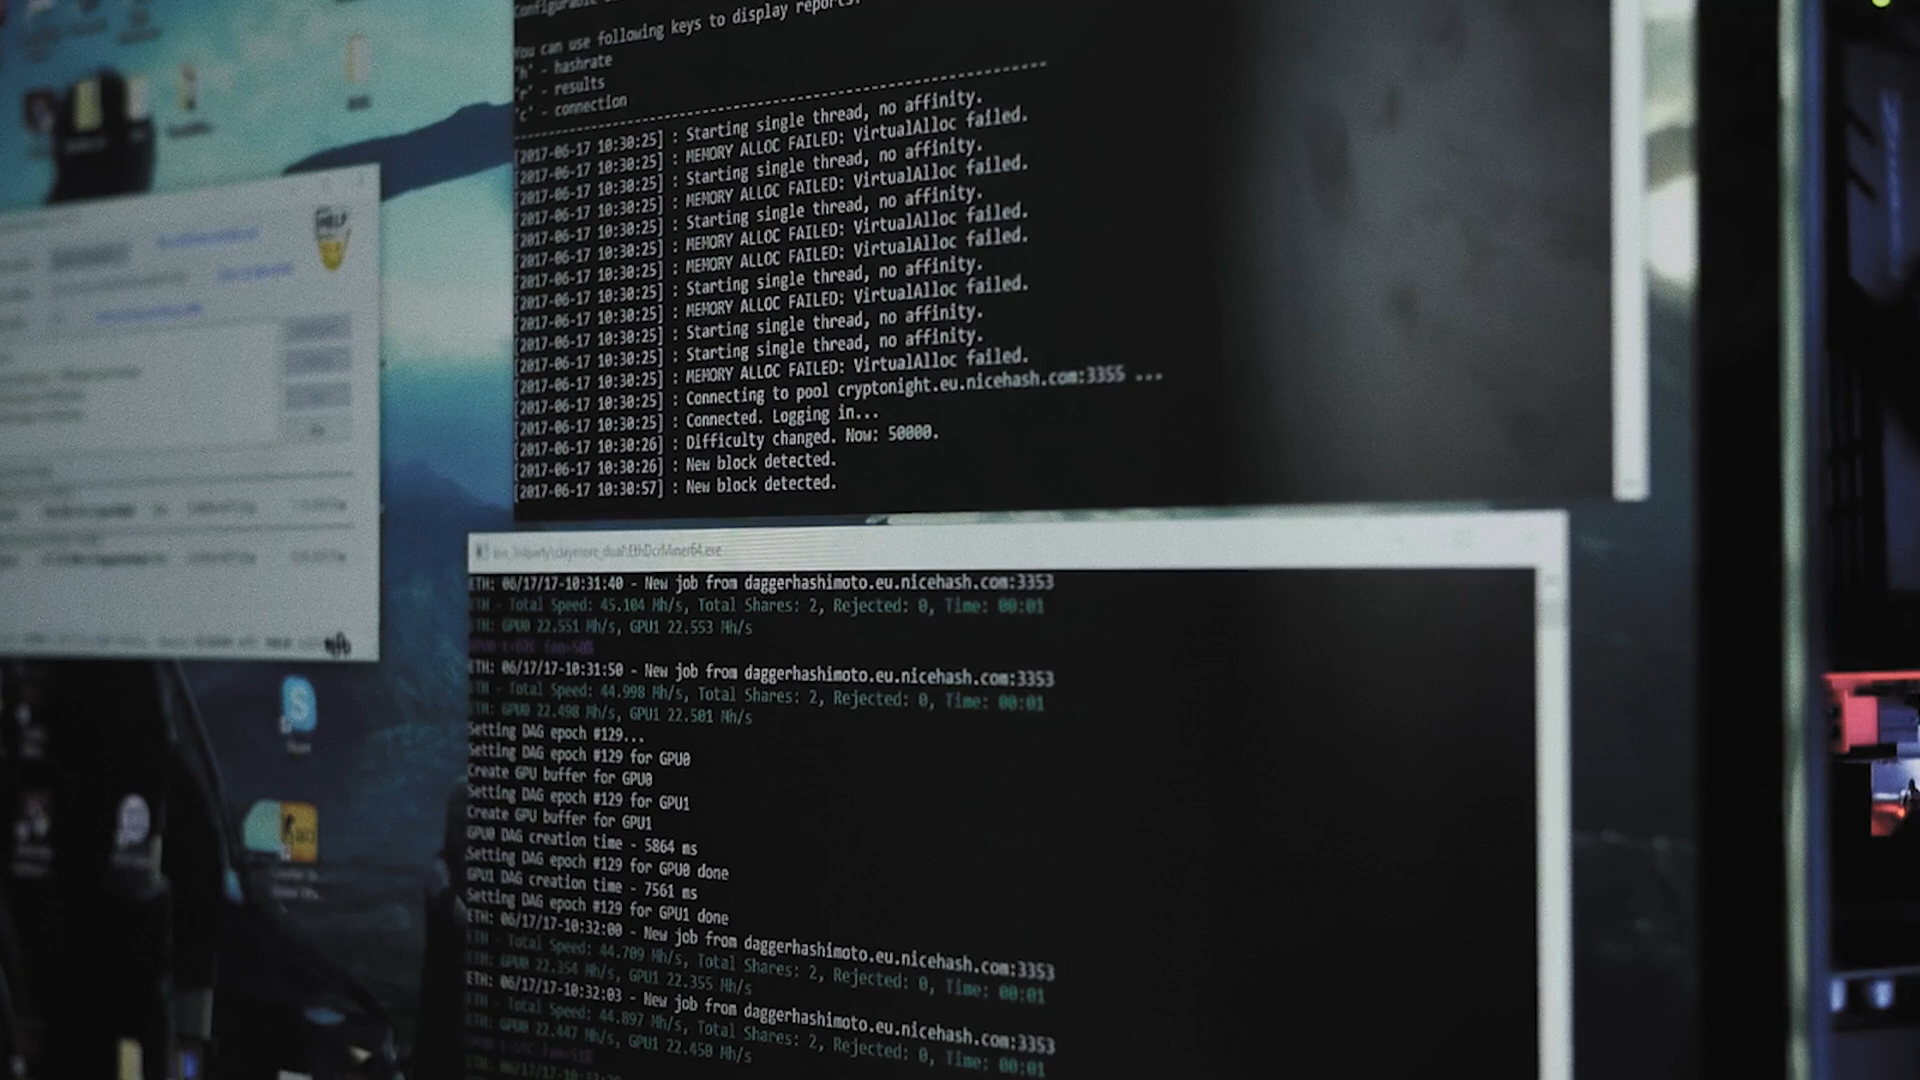 Configurable
You can use following keys to display reports.
'h' - hashrate
'r' - results
'c' - connection
--------------------------------------------------
[2017-06-17 10:30:25] : Starting single thread, no affinity.
[2017-06-17 10:30:25] : MEMORY ALLOC FAILED: VirtualAlloc failed.
[2017-06-17 10:30:25] : Starting single thread, no affinity.
[2017-06-17 10:30:25] : MEMORY ALLOC FAILED: VirtualAlloc failed.
[2017-06-17 10:30:25] : Starting single thread, no affinity.
[2017-06-17 10:30:25] : MEMORY ALLOC FAILED: VirtualAlloc failed.
[2017-06-17 10:30:25] : MEMORY ALLOC FAILED: VirtualAlloc failed.
[2017-06-17 10:30:25] : Starting single thread, no affinity.
[2017-06-17 10:30:25] : MEMORY ALLOC FAILED: VirtualAlloc failed.
[2017-06-17 10:30:25] : Starting single thread, no affinity.
[2017-06-17 10:30:25] : Starting single thread, no affinity.
[2017-06-17 10:30:25] : MEMORY ALLOC FAILED: VirtualAlloc failed.
[2017-06-17 10:30:25] : Connecting to pool cryptonight.eu.nicehash.com:3355 ...
[2017-06-17 10:30:25] : Connected. Logging in...
[2017-06-17 10:30:26] : Difficulty changed. Now: 50000.
[2017-06-17 10:30:26] : New block detected.
[2017-06-17 10:30:57] : New block detected.
claymore_dual\EthDcrMiner64.exe
ETH: 06/17/17-10:31:40 - New job from daggerhashimoto.eu.nicehash.com:3353
ETH - Total Speed: 45.104 Mh/s, Total Shares: 2, Rejected: 0, Time: 00:01
ETH: GPU0 22.551 Mh/s, GPU1 22.553 Mh/s
ETH: 06/17/17-10:31:50 - New job from daggerhashimoto.eu.nicehash.com:3353
ETH - Total Speed: 44.998 Mh/s, Total Shares: 2, Rejected: 0, Time: 00:01
ETH: GPU0 22.498 Mh/s, GPU1 22.501 Mh/s
Setting DAG epoch #129...
Setting DAG epoch #129 for GPU0
Create GPU buffer for GPU0
Setting DAG epoch #129 for GPU1
Create GPU buffer for GPU1
GPU0 DAG creation time - 5864 ms
Setting DAG epoch #129 for GPU0 done
GPU1 DAG creation time - 7561 ms
Setting DAG epoch #129 for GPU1 done
ETH: 06/17/17-10:32:00 - New job from daggerhashimoto.eu.nicehash.com:3353
ETH - Total Speed: 44.709 Mh/s, Total Shares: 2, Rejected: 0, Time: 00:01
ETH: GPU0 22.354 Mh/s, GPU1 22.355 Mh/s
ETH: 06/17/17-10:32:03 - New job from daggerhashimoto.eu.nicehash.com:3353
ETH - Total Speed: 44.897 Mh/s, Total Shares: 2, Rejected: 0, Time: 00:01
ETH: GPU0 22.447 Mh/s, GPU1 22.450 Mh/s